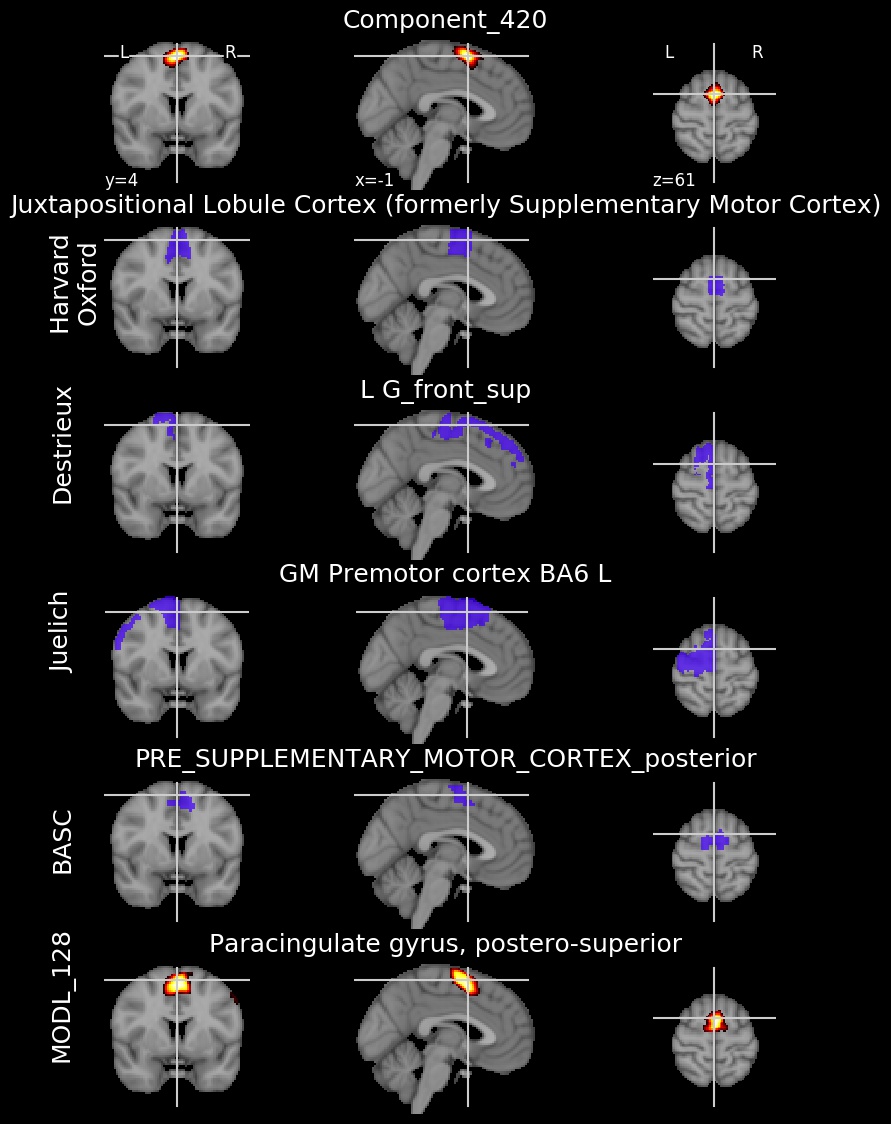 Component_420
L R
L R
y=4
x=-1
z=61
Juxtapositional Lobule Cortex (formerly Supplementary Motor Cortex)
Harvard
Oxford
L G_front_sup
Destrieux
GM Premotor cortex BA6 L
Juelich
PRE_SUPPLEMENTARY_MOTOR_CORTEX_posterior
BASC
Paracingulate gyrus, postero-superior
MODL_128